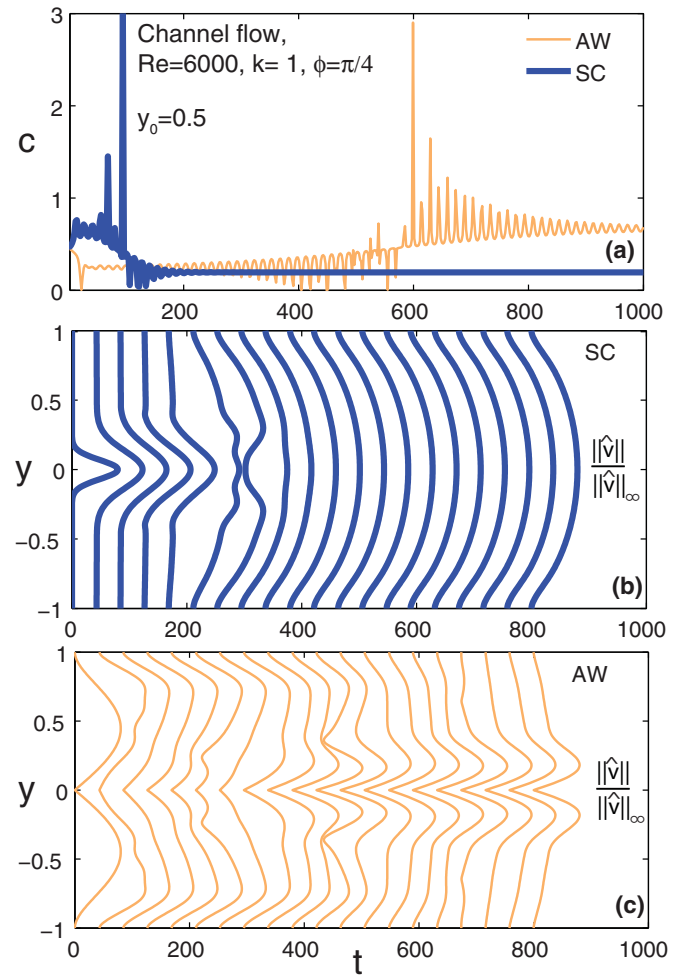 3
2
1
0
c
Channel flow,
Re=6000, k= 1, ϕ=π/4
y₀=0.5
AW
SC
(a)
200 400 600 800 1000
1
0.5
0
−0.5
−1
y
SC
||v̂||
||v̂||∞
(b)
0 200 400 600 800 1000
1
0.5
0
−0.5
−1
y
AW
||v̂||
||v̂||∞
(c)
0 200 400 600 800 1000
t